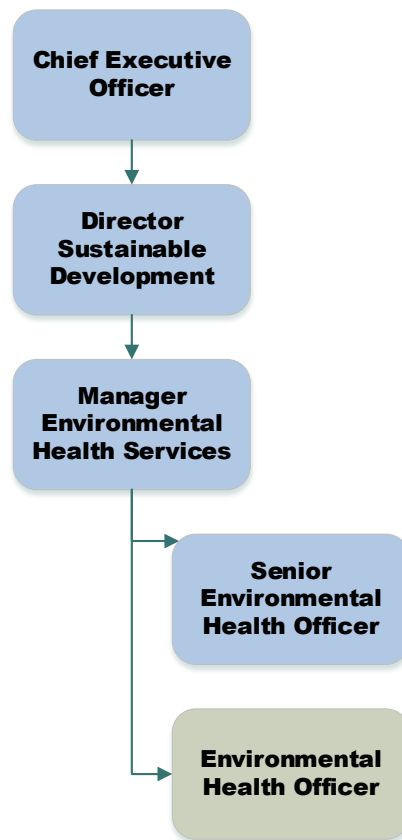 Chief Executive
Officer
Director
Sustainable
Development
Manager
Environmental
Health Services
Senior
Environmental
Health Officer
Environmental
Health Officer